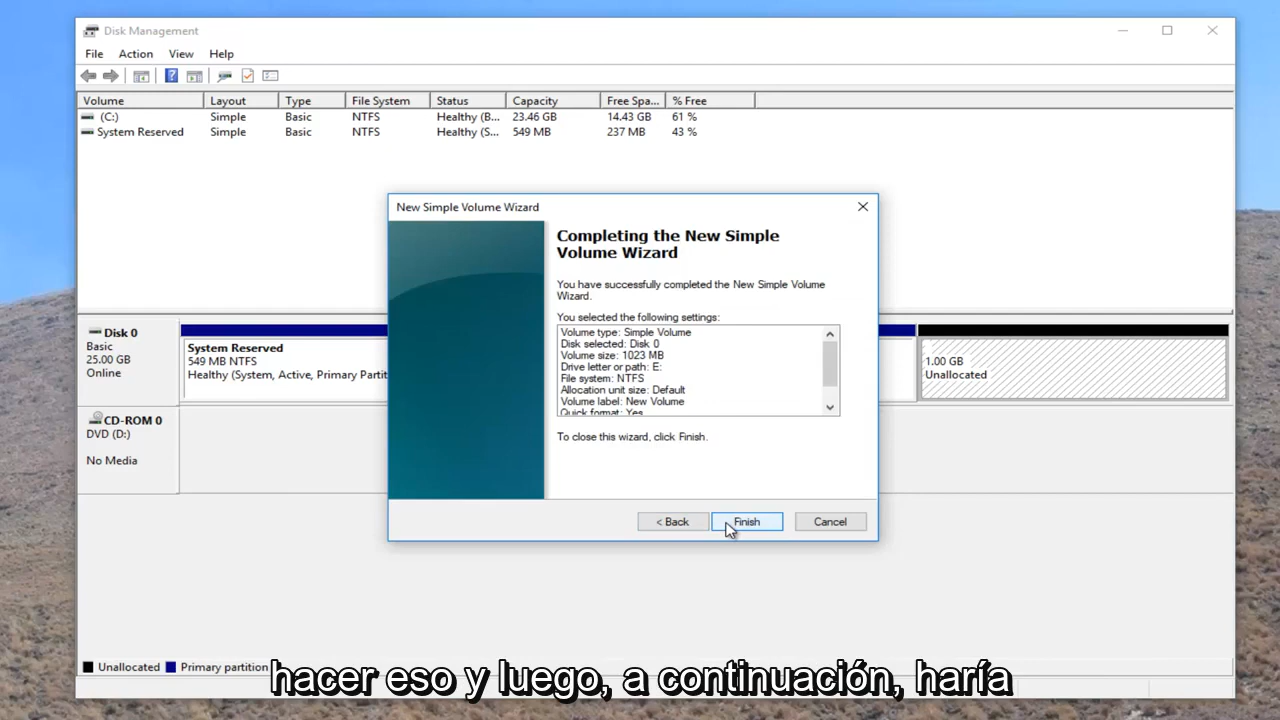 Disk Management
File Action View Help
Volume Layout Type File System Status Capacity Free Spa... % Free
(C:) Simple Basic NTFS Healthy (B... 23.46 GB 14.43 GB 61 %
System Reserved Simple Basic NTFS Healthy (S... 549 MB 237 MB 43 %
New Simple Volume Wizard
Completing the New Simple
Volume Wizard
You have successfully completed the New Simple Volume
Wizard.
You selected the following settings:
Volume type: Simple Volume
Disk selected: Disk 0
Volume size: 1023 MB
Drive letter or path: E:
File system: NTFS
Allocation unit size: Default
Volume label: New Volume
Quick format: Yes
To close this wizard, click Finish.
< Back Finish Cancel
Disk 0
Basic
25.00 GB
Online
System Reserved
549 MB NTFS
Healthy (System, Active, Primary Partit
1.00 GB
Unallocated
CD-ROM 0
DVD (D:)
No Media
Unallocated Primary partition
hacer eso y luego, a continuación, haría